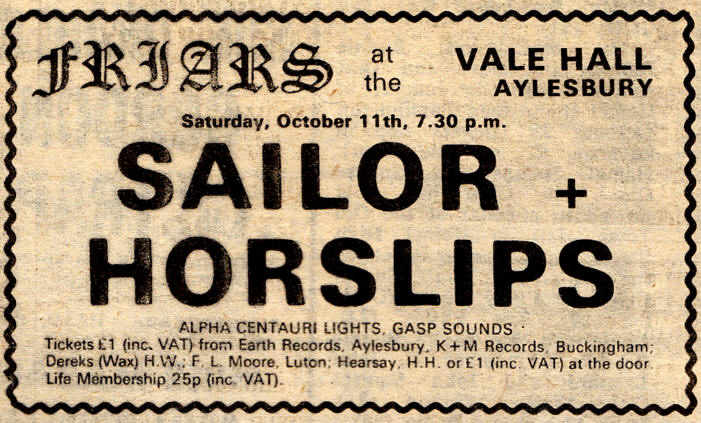 FRIARS at the VALE HALL AYLESBURY
Saturday, October 11th, 7.30 p.m.
SAILOR +
HORSLIPS
ALPHA CENTAURI LIGHTS, GASP SOUNDS
Tickets £1 (inc. VAT) from Earth Records, Aylesbury, K+M Records, Buckingham;
Dereks (Wax) H.W.; F. L. Moore, Luton; Hearsay, H.H. or £1 (inc. VAT) at the door.
Life Membership 25p (inc. VAT).